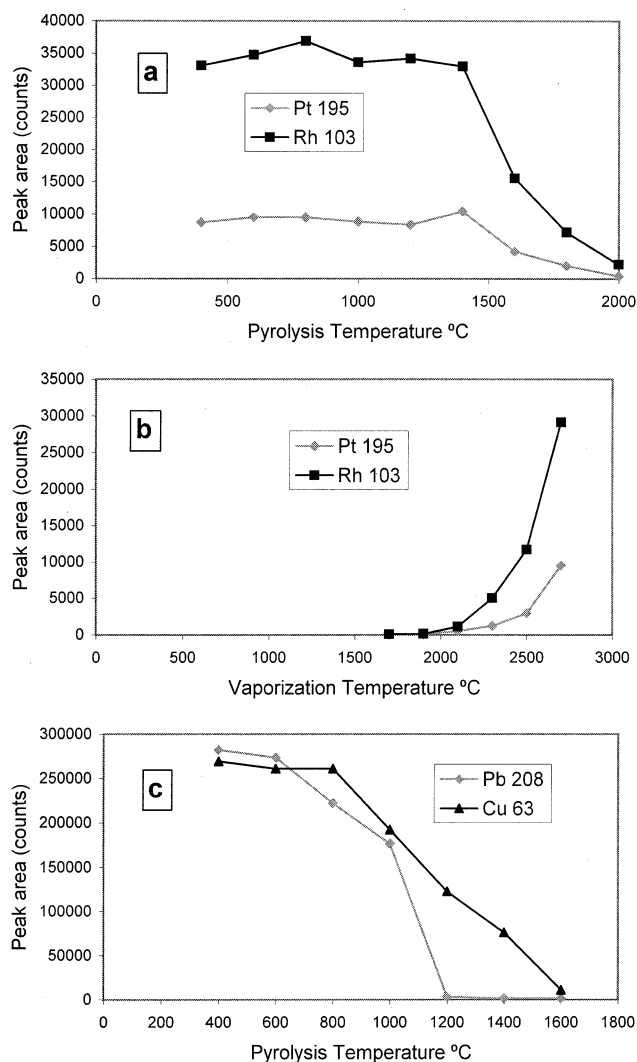 40000
35000
30000
25000
20000
15000
10000
5000
0
Peak area (counts)
a
Pt 195
Rh 103
0 500 1000 1500 2000
Pyrolysis Temperature ºC
35000
30000
25000
20000
15000
10000
5000
0
Peak area (counts)
b
Pt 195
Rh 103
0 500 1000 1500 2000 2500 3000
Vaporization Temperature ºC
300000
250000
200000
150000
100000
50000
0
Peak area (counts)
c
Pb 208
Cu 63
0 200 400 600 800 1000 1200 1400 1600 1800
Pyrolysis Temperature ºC